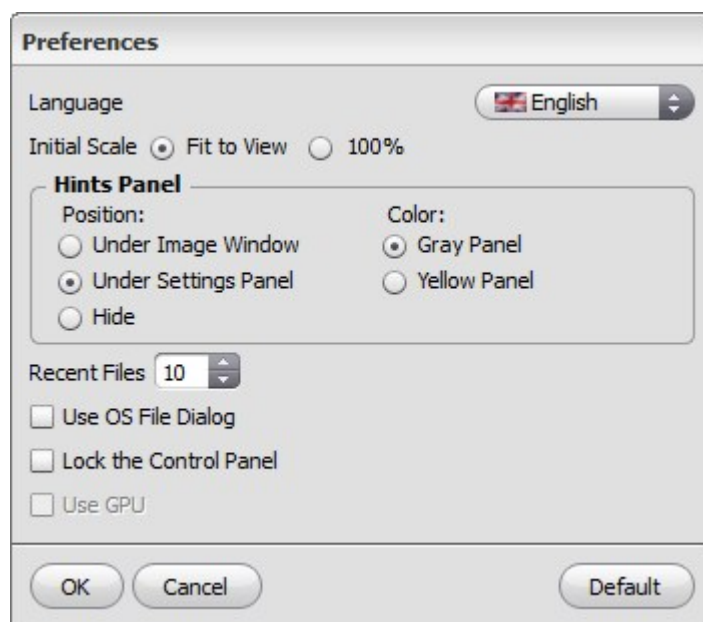 Preferences
Language English
Initial Scale Fit to View 100%
Hints Panel
Position: Color:
Under Image Window Gray Panel
Under Settings Panel Yellow Panel
Hide
Recent Files 10
Use OS File Dialog
Lock the Control Panel
Use GPU
OK Cancel Default